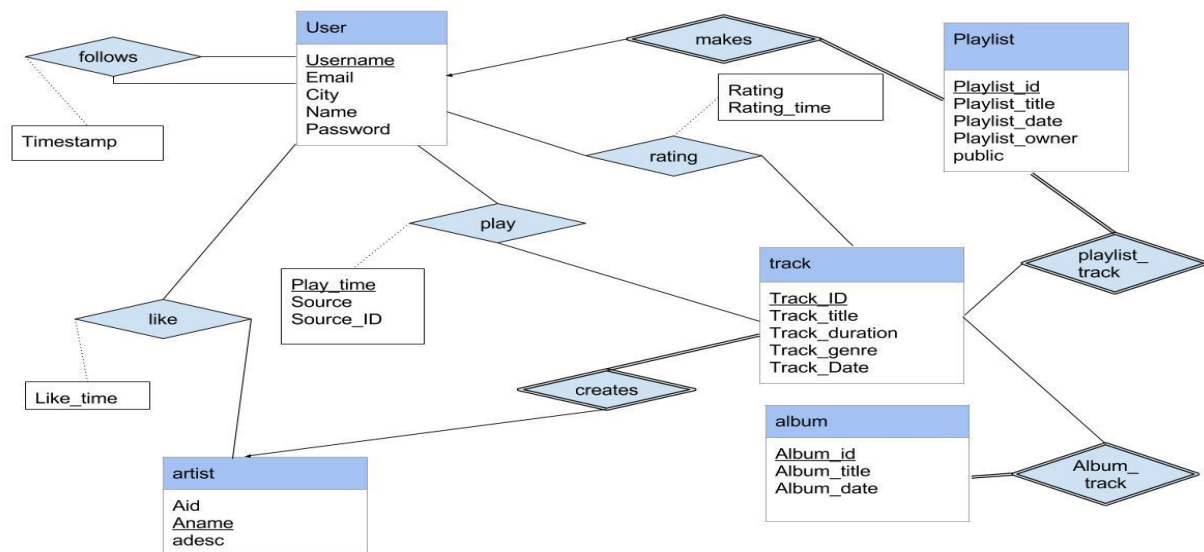 User
Username
Email
City
Name
Password
follows
Timestamp
makes
Playlist
Playlist_id
Playlist_title
Playlist_date
Playlist_owner
public
Rating
Rating_time
rating
play
Play_time
Source
Source_ID
like
Like_time
track
Track_ID
Track_title
Track_duration
Track_genre
Track_Date
playlist_
track
creates
album
Album_id
Album_title
Album_date
Album_
track
artist
Aid
Aname
adesc